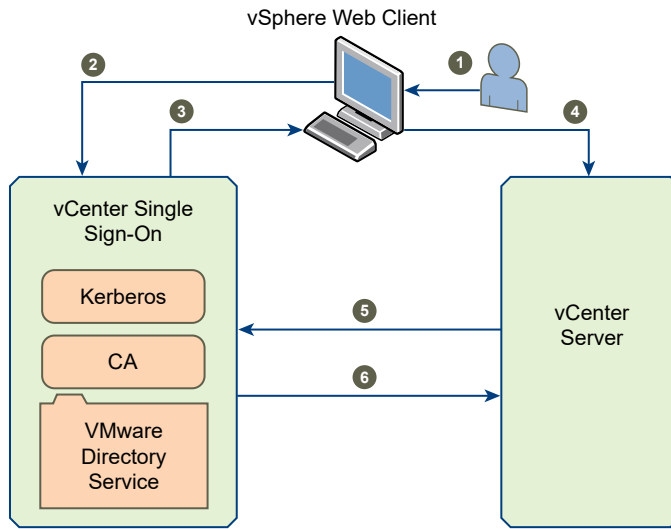 vSphere Web Client
1
2
3
4
vCenter Single
Sign-On
Kerberos
CA
VMware
Directory
Service
5
6
vCenter
Server